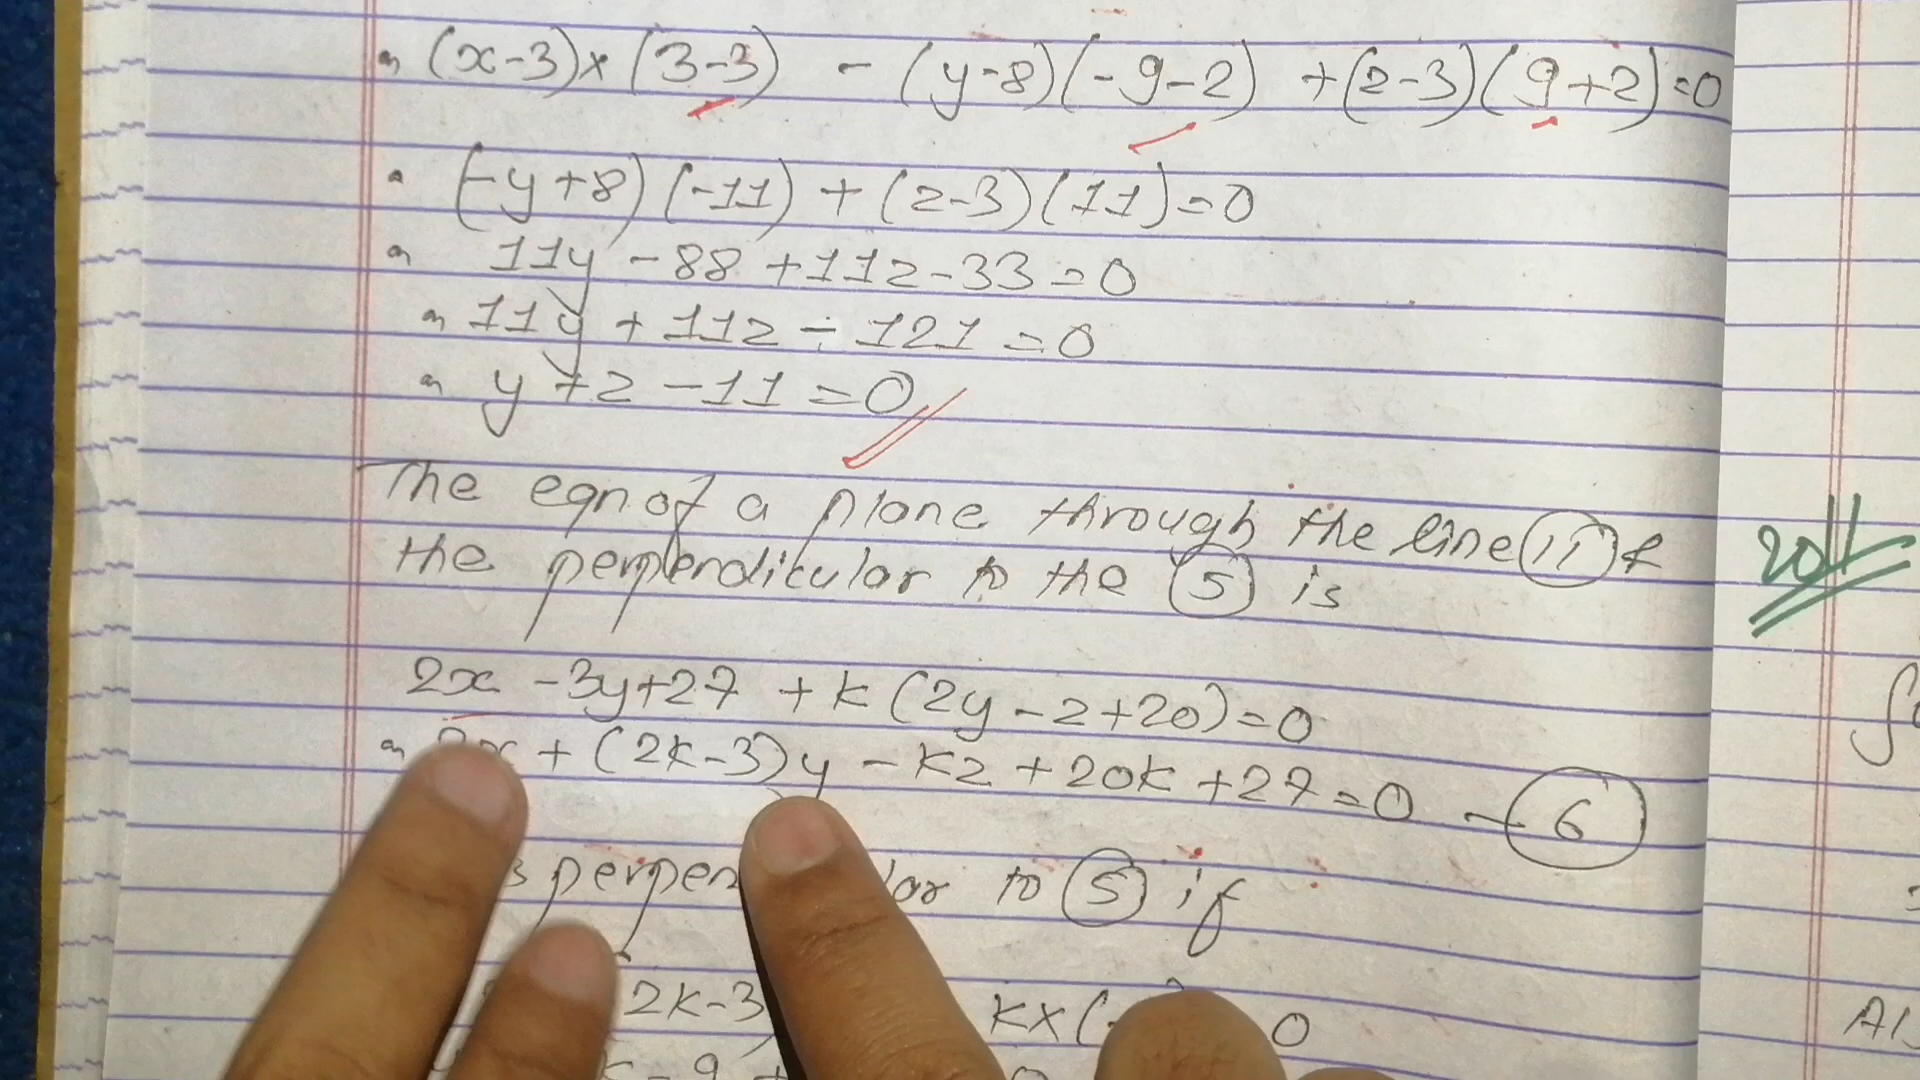 (x-3)×(3-3) - (y-8)(-9-2) +(z-3)(9+2)=0
(-y+8)(-11) + (z-3)(11)=0
11y - 88 + 11z - 33 = 0
11y + 11z - 121 = 0
y + z - 11 = 0
The eqn of a plane through the line 11 &
the perpendicular to the 5 is
2011
2x - 3y + 27 + k(2y - z + 20) = 0
2x + (2k-3)y - kz + 20k + 27 = 0 - 6
to 5 if
2k-3 k×( 0